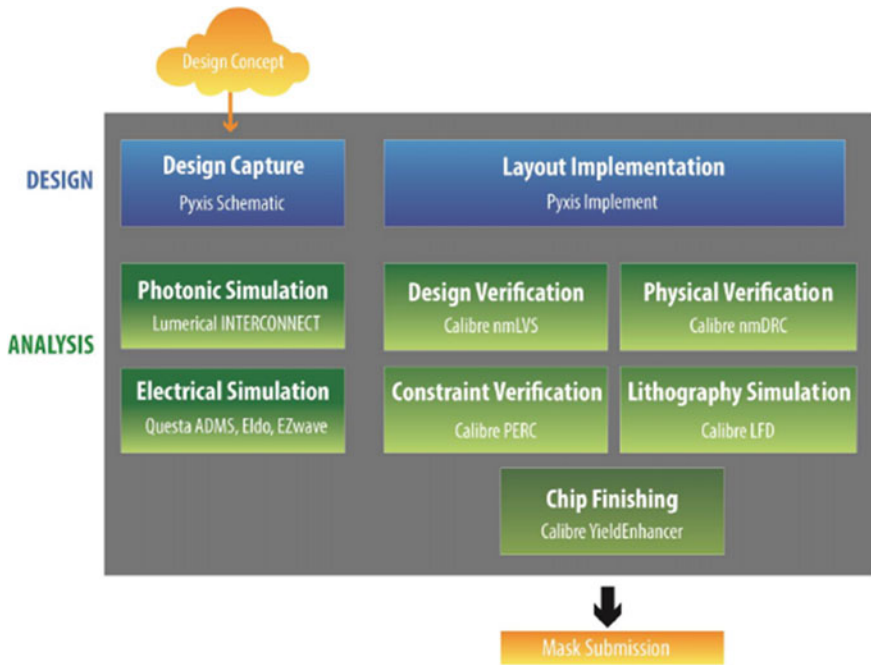 Design Concept
DESIGN
Design Capture
Pyxis Schematic
Layout Implementation
Pyxis Implement
ANALYSIS
Photonic Simulation
Lumerical INTERCONNECT
Design Verification
Calibre nmLVS
Physical Verification
Calibre nmDRC
Electrical Simulation
Questa ADMS, Eldo, EZwave
Constraint Verification
Calibre PERC
Lithography Simulation
Calibre LFD
Chip Finishing
Calibre YieldEnhancer
Mask Submission